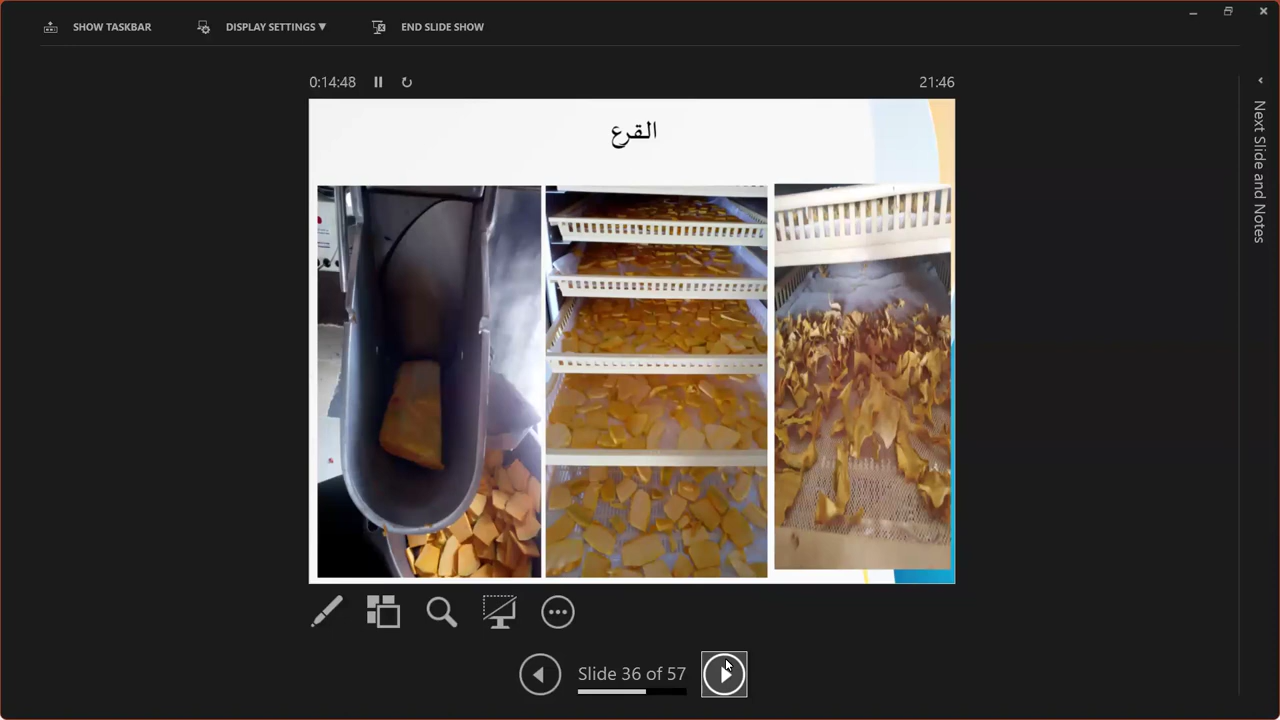 SHOW TASKBAR
DISPLAY SETTINGS ▼
END SLIDE SHOW
0:14:48
21:46
القرع
Next Slide and Notes
Slide 36 of 57